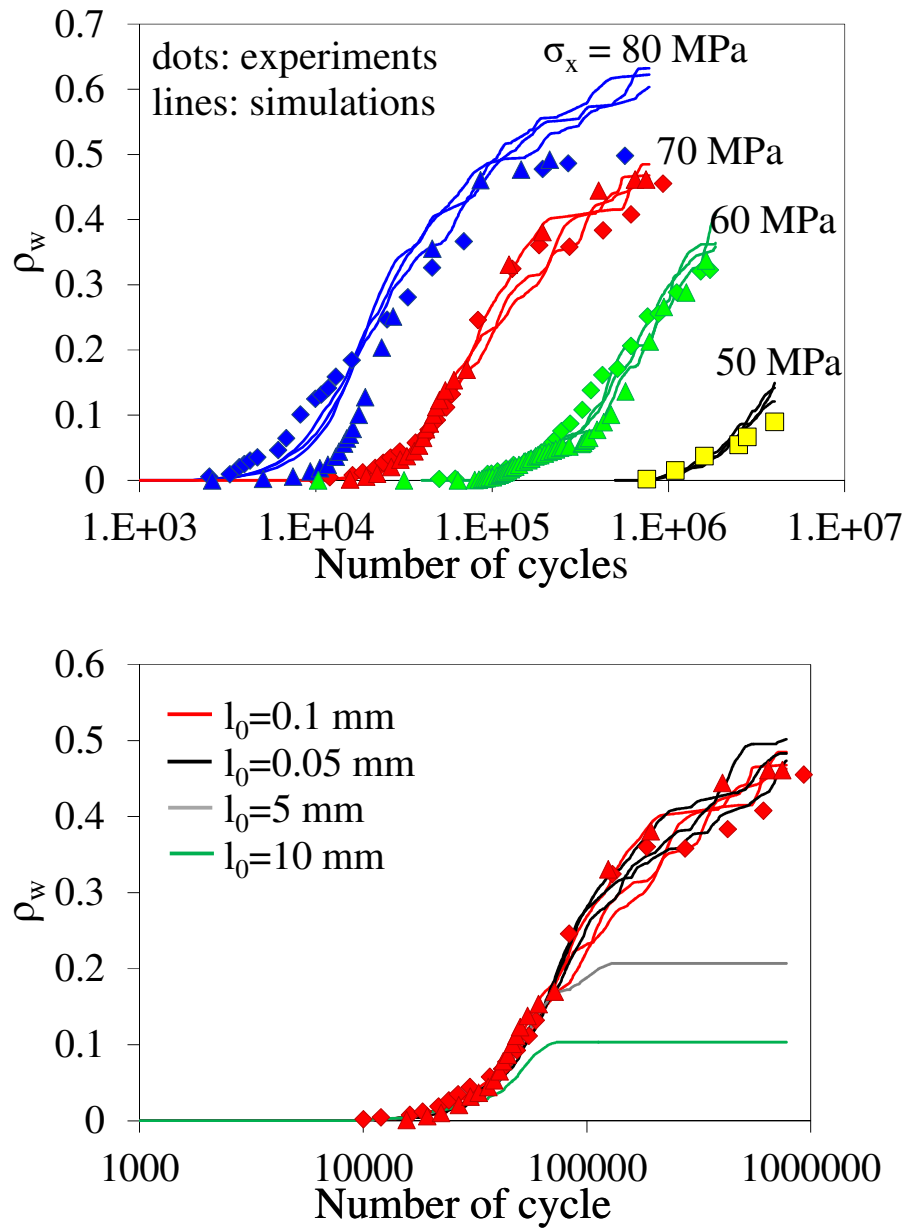 0.7
dots: experiments
lines: simulations
σx = 80 MPa
0.6
0.5
70 MPa
0.4
60 MPa
ρw
0.3
0.2
50 MPa
0.1
0
1.E+03 1.E+04 1.E+05 1.E+06 1.E+07
Number of cycles
0.6
l0=0.1 mm
0.5
l0=0.05 mm
0.4
l0=5 mm
l0=10 mm
ρw
0.3
0.2
0.1
0
1000 10000 100000 1000000
Number of cycle